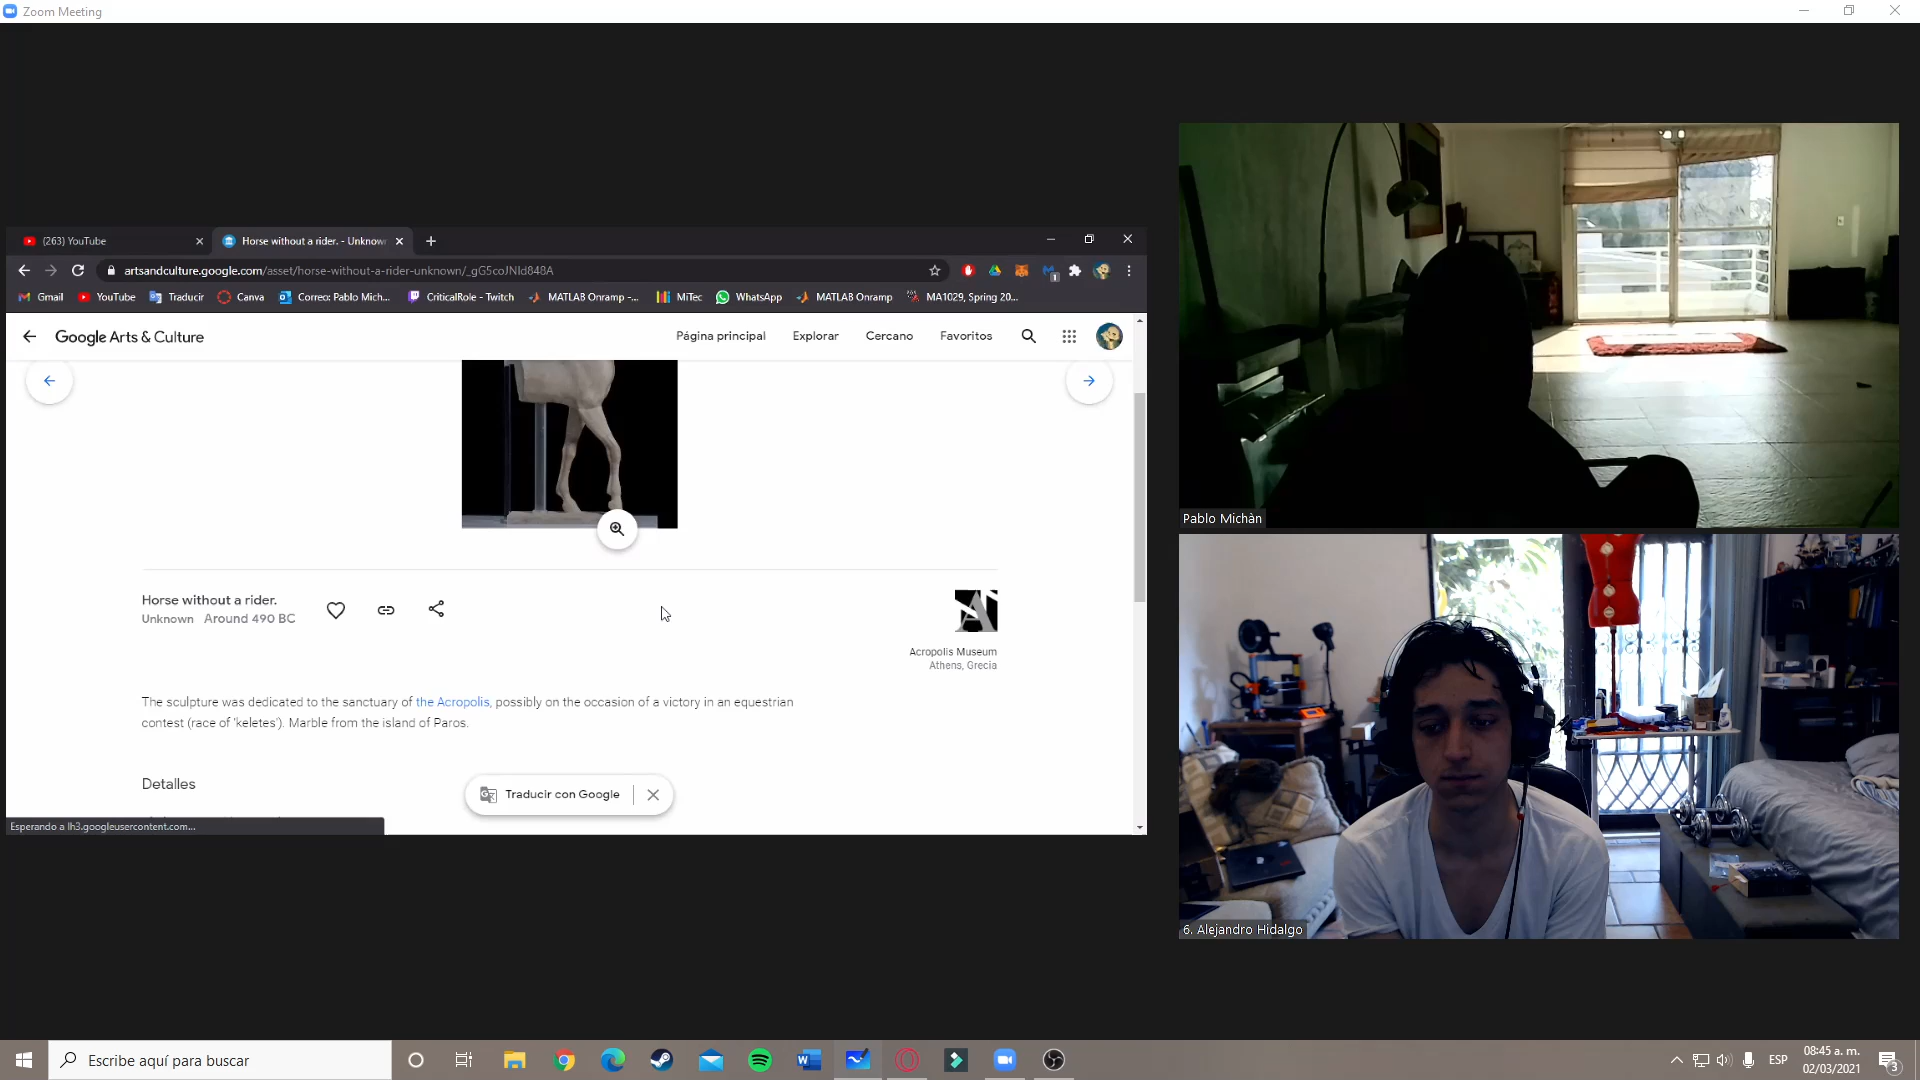 Zoom Meeting
(263) YouTube
Horse without a rider. - Unknown
artsandculture.google.com/asset/horse-without-a-rider-unknown/_gG5coJNId848A
Gmail YouTube Traducir Canva Correo: Pablo Mich... CriticalRole - Twitch MATLAB Onramp -... MiTec WhatsApp MATLAB Onramp MA1029, Spring 20...
Google Arts & Culture
Página principal Explorar Cercano Favoritos
Horse without a rider.
Unknown Around 490 BC
Acropolis Museum
Athens, Grecia
The sculpture was dedicated to the sanctuary of the Acropolis, possibly on the occasion of a victory in an equestrian
contest (race of 'keletes'). Marble from the island of Paros.
Detalles
Traducir con Google
Esperando a lh3.googleusercontent.com...
Pablo Michàn
6. Alejandro Hidalgo
Escribe aquí para buscar
ESP
08:45 a. m.
02/03/2021
3